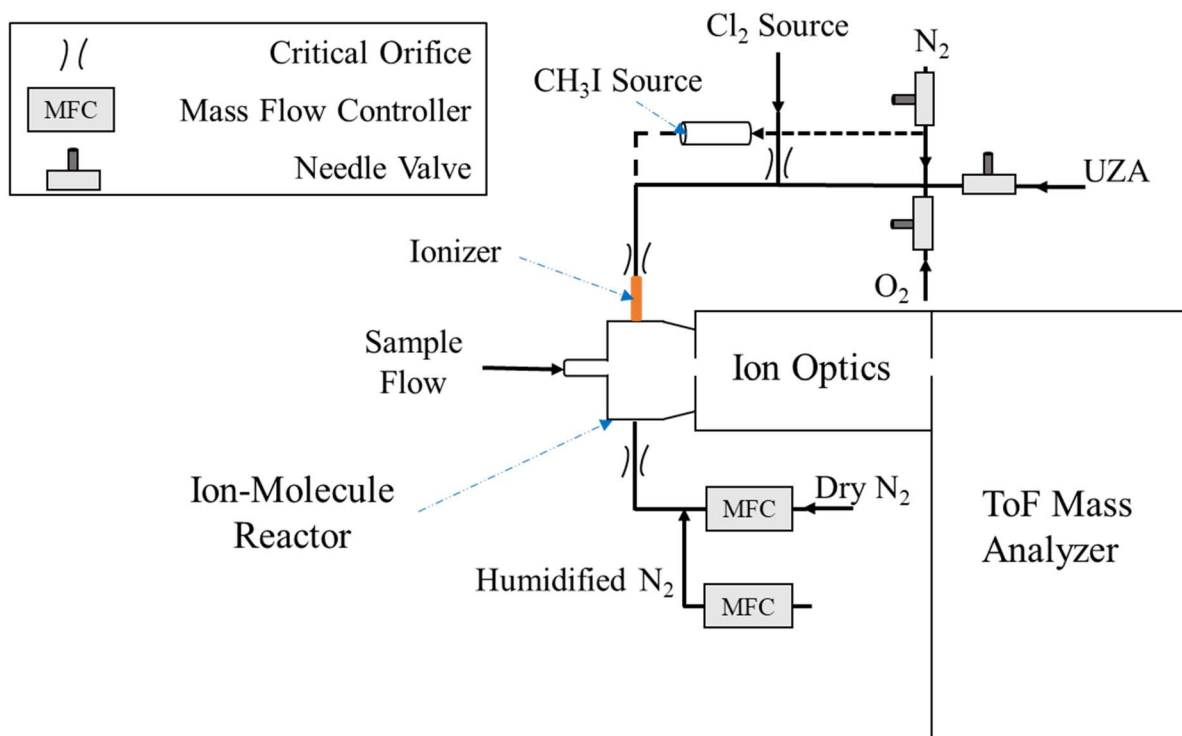 Critical Orifice
MFC
Mass Flow Controller
Needle Valve
Cl₂ Source
N₂
CH₃I Source
UZA
Ionizer
O₂
Sample
Flow
Ion Optics
Ion-Molecule
Reactor
MFC
Dry N₂
ToF Mass
Analyzer
Humidified N₂
MFC